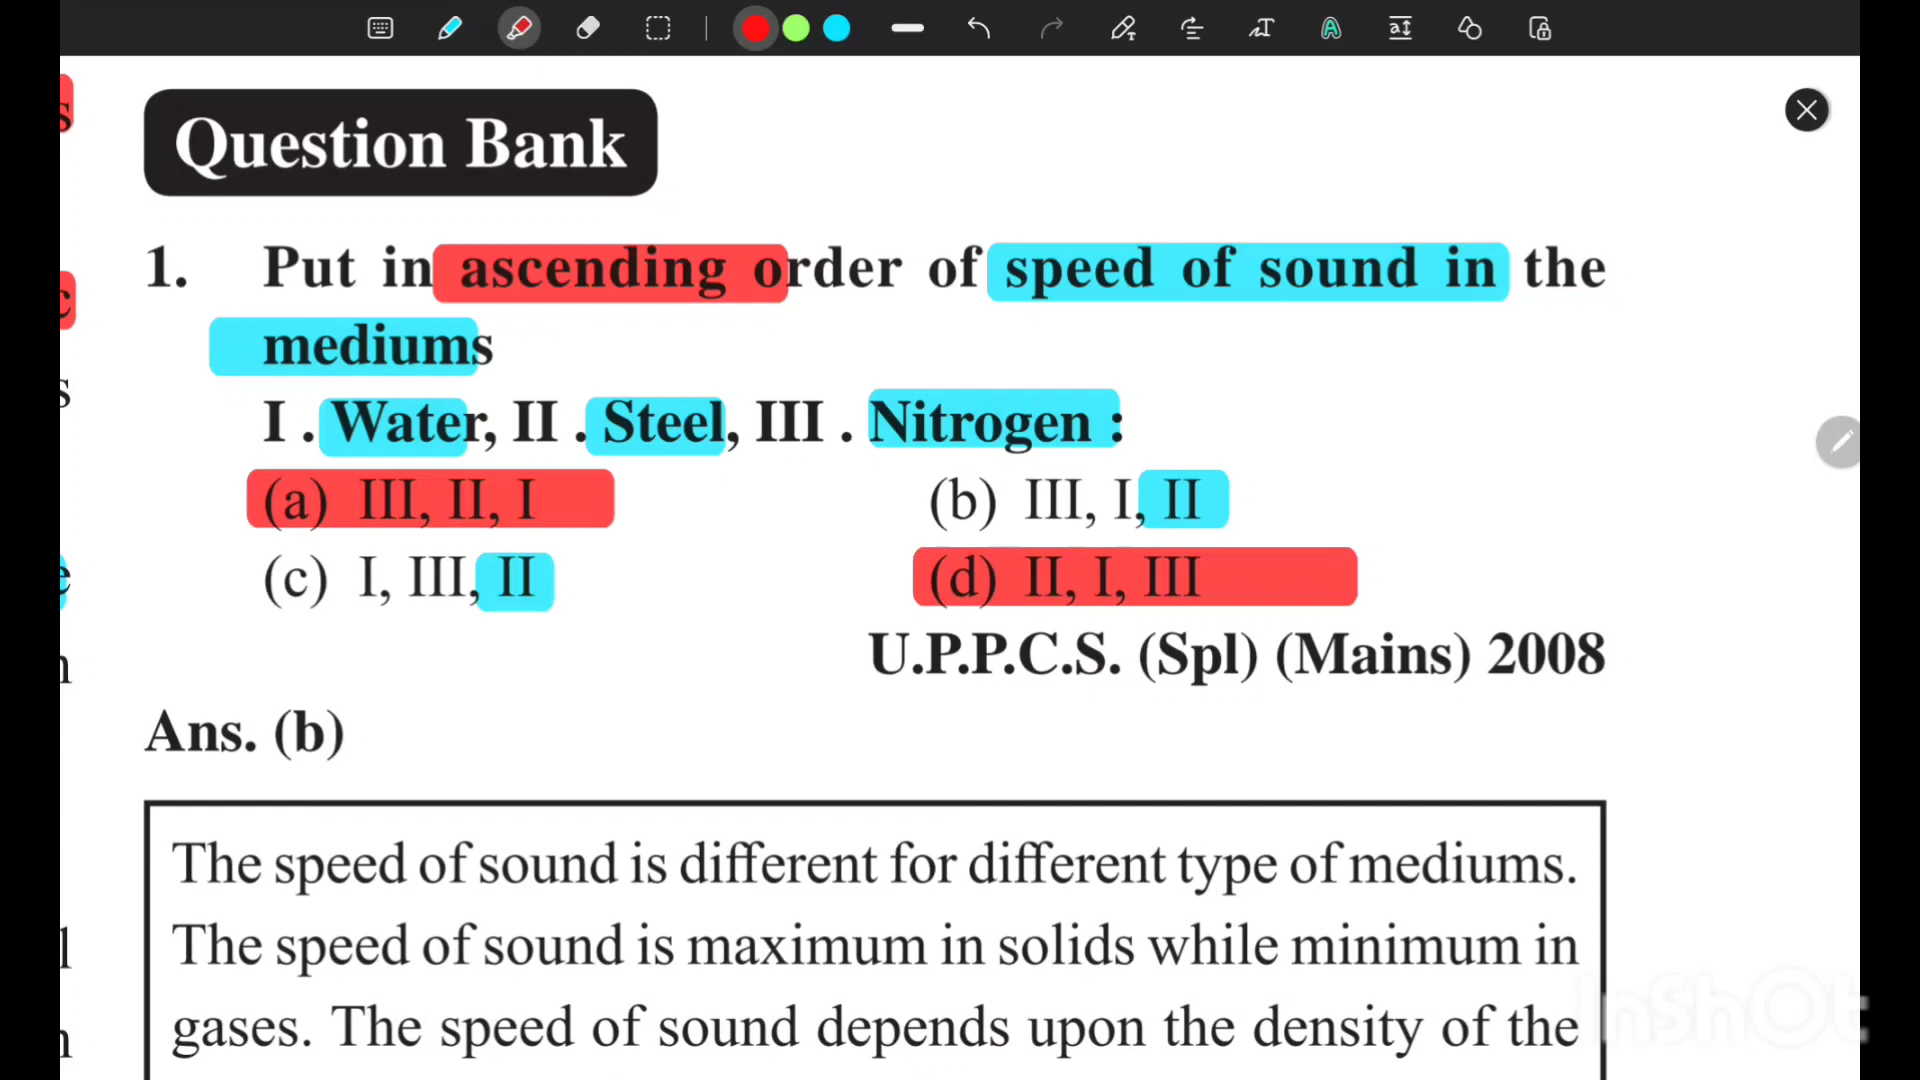 Question Bank
1. Put in ascending order of speed of sound in the
mediums
I . Water, II . Steel, III . Nitrogen :
(a) III, II, I (b) III, I, II
(c) I, III, II (d) II, I, III
U.P.P.C.S. (Spl) (Mains) 2008
Ans. (b)
The speed of sound is different for different type of mediums.
The speed of sound is maximum in solids while minimum in
gases. The speed of sound depends upon the density of the
InShOt